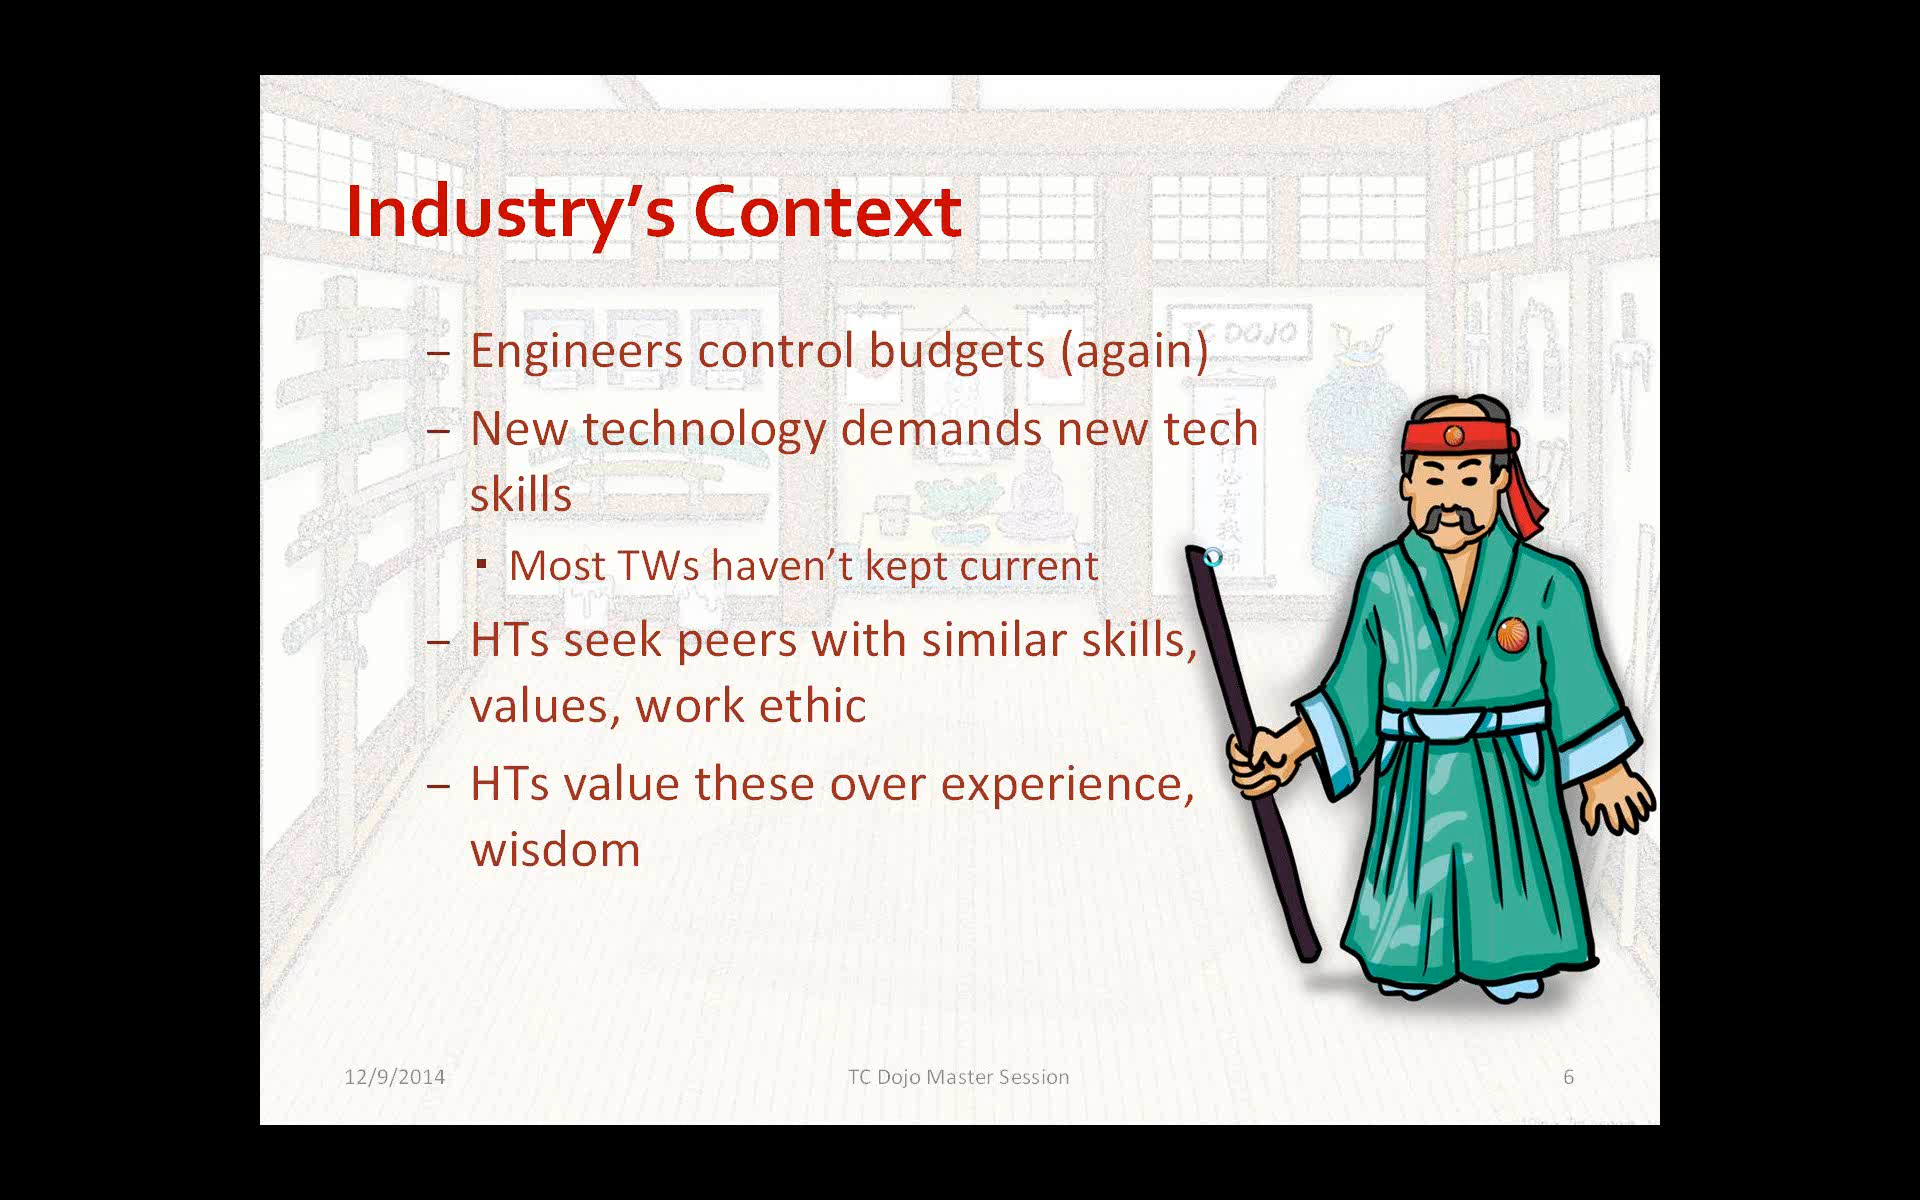 Industry’s Context
– Engineers control budgets (again)
– New technology demands new tech
skills
▪ Most TWs haven’t kept current
– HTs seek peers with similar skills,
values, work ethic
– HTs value these over experience,
wisdom
TC DOJO
12/9/2014
TC Dojo Master Session
6